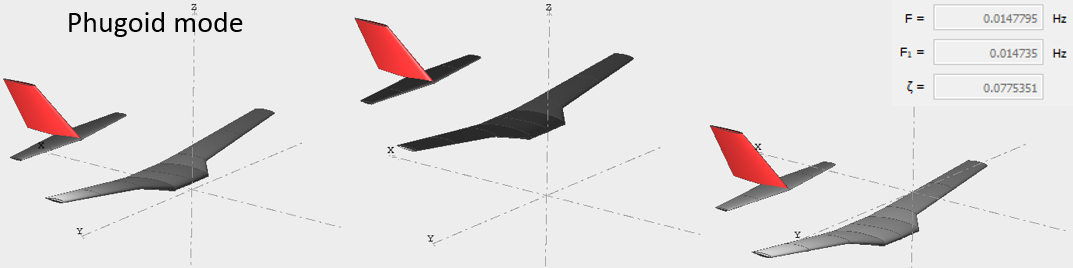 Phugoid mode
Z
X
Y
Z
X
Y
X
Y
F = 0.0147795 Hz
F₁ = 0.014735 Hz
ζ = 0.0775351